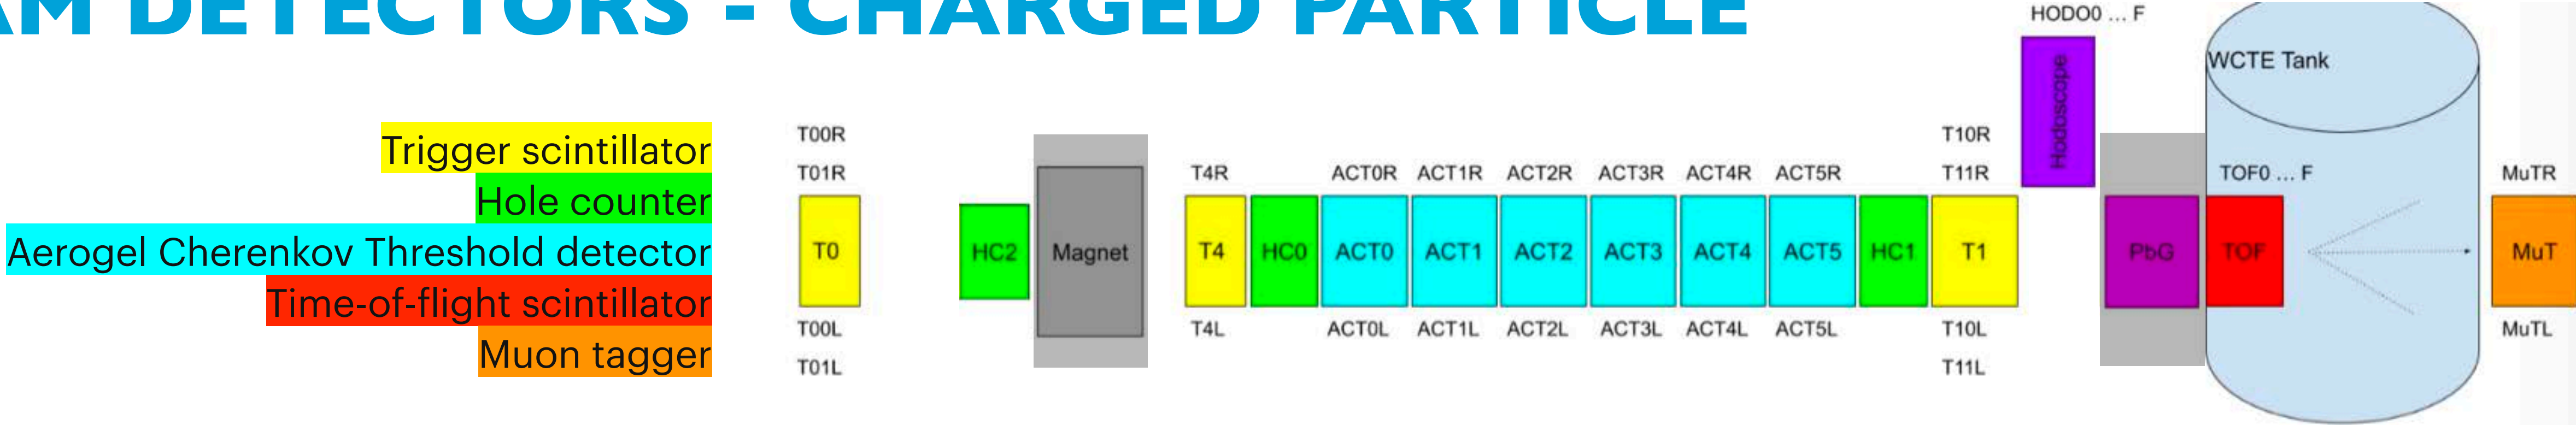 AM DETECTORS - CHARGED PARTICLE
Trigger scintillator
Hole counter
Aerogel Cherenkov Threshold detector
Time-of-flight scintillator
Muon tagger
HODO0 ... F
Hodoscope
WCTE Tank
T00R
T01R
T10R
T11R
T4R
ACT0R ACT1R ACT2R ACT3R ACT4R ACT5R
TOF0 ... F
MuTR
T0
HC2
Magnet
T4
HC0
ACT0
ACT1
ACT2
ACT3
ACT4
ACT5
HC1
T1
PbG
TOF
MuT
T00L
T01L
T4L
ACT0L ACT1L ACT2L ACT3L ACT4L ACT5L
T10L
T11L
MuTL